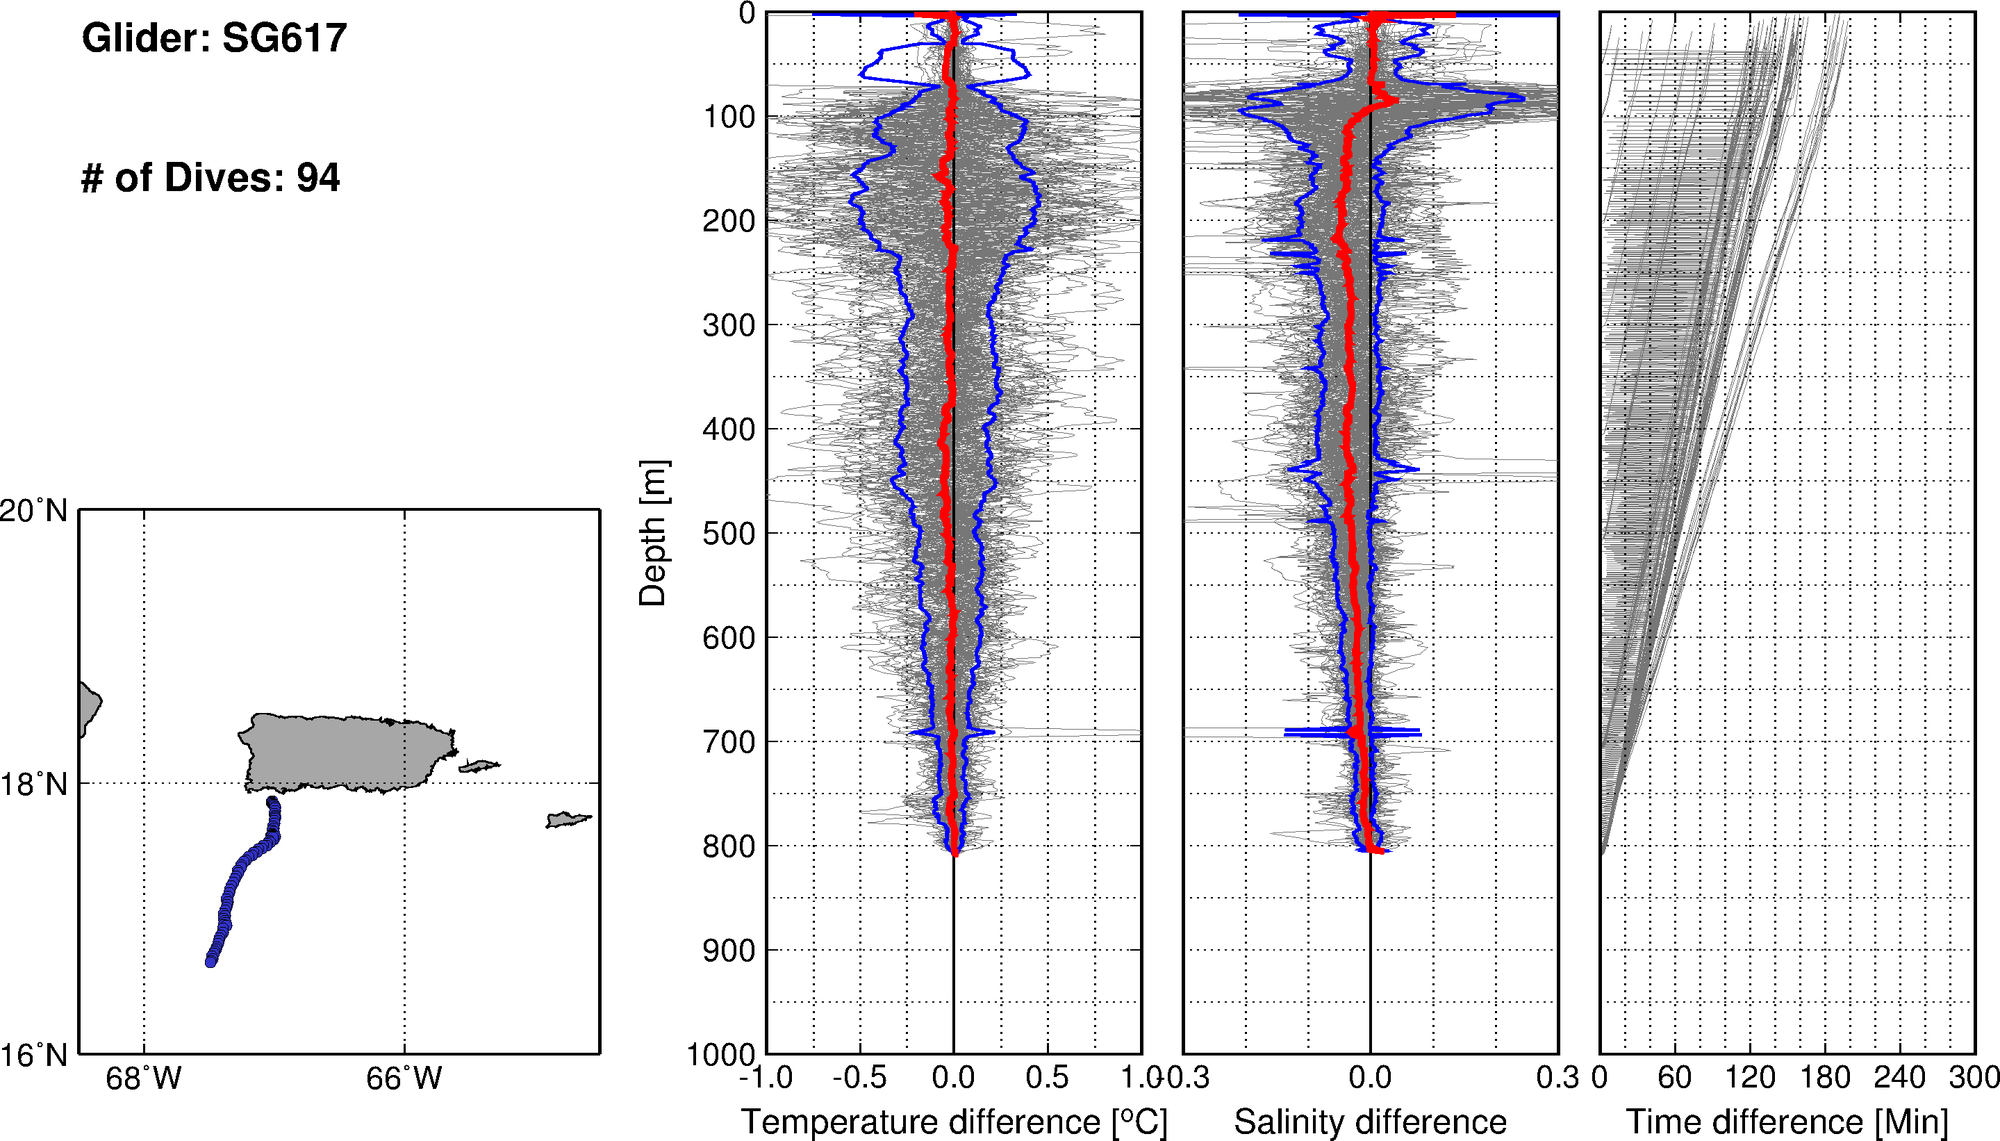 Glider: SG617
# of Dives: 94
20°N
18°N
16°N
68°W
66°W
Depth [m]
0
100
200
300
400
500
600
700
800
900
1000
-1.0
-0.5
0.0
0.5
1.0
Temperature difference [°C]
-0.3
0.0
0.3
Salinity difference
0
60
120
180
240
300
Time difference [Min]